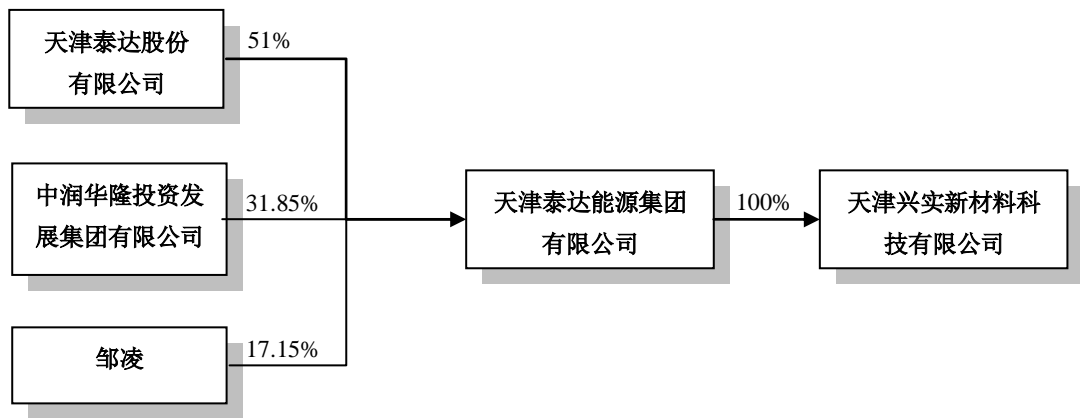 天津泰达股份
有限公司
51%
中润华隆投资发
展集团有限公司
31.85%
邹凌
17.15%
天津泰达能源集团
有限公司
100%
天津兴实新材料科
技有限公司